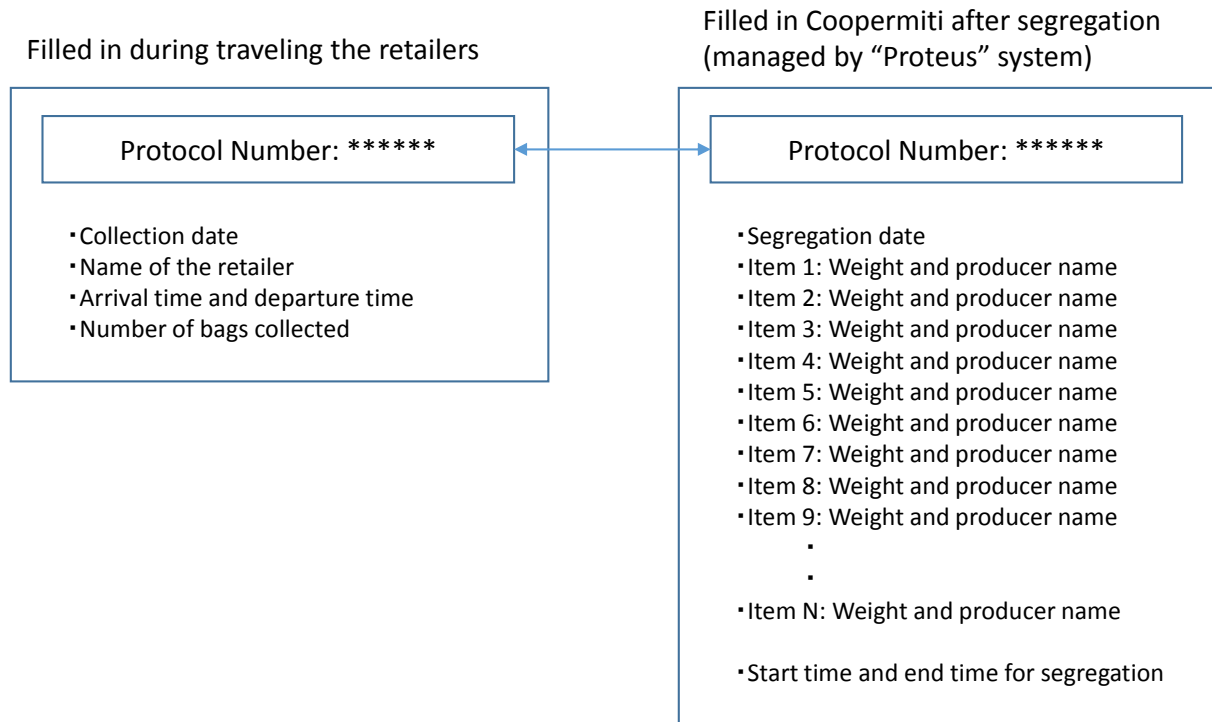 Filled in during traveling the retailers
Protocol Number: ******
・Collection date
・Name of the retailer
・Arrival time and departure time
・Number of bags collected
Filled in Coopermiti after segregation
(managed by “Proteus” system)
Protocol Number: ******
・Segregation date
・Item 1: Weight and producer name
・Item 2: Weight and producer name
・Item 3: Weight and producer name
・Item 4: Weight and producer name
・Item 5: Weight and producer name
・Item 6: Weight and producer name
・Item 7: Weight and producer name
・Item 8: Weight and producer name
・Item 9: Weight and producer name
・
・
・Item N: Weight and producer name
・Start time and end time for segregation